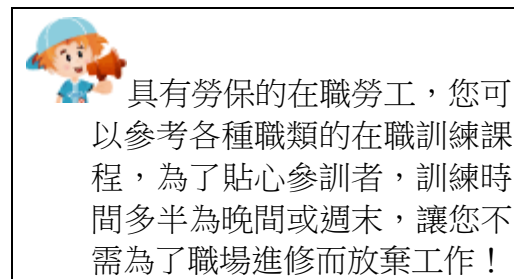 具有勞保的在職勞工，您可
以參考各種職類的在職訓練課
程，為了貼心參訓者，訓練時
間多半為晚間或週末，讓您不
需為了職場進修而放棄工作！